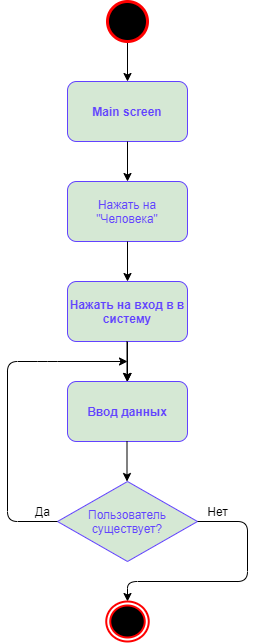 Main screen
Нажать на
"Человека"
Нажать на вход в в
систему
Ввод данных
Пользователь
существует?
Да
Нет